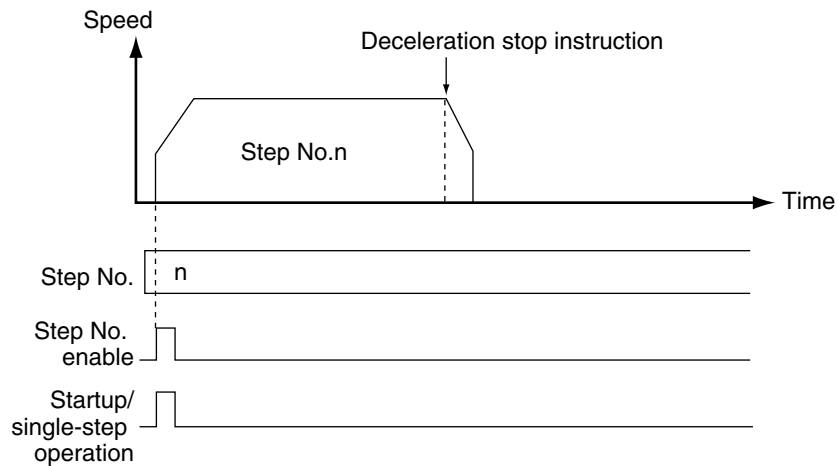 Speed
Deceleration stop instruction
Step No.n
Time
Step No.
n
Step No.
enable
Startup/
single-step
operation